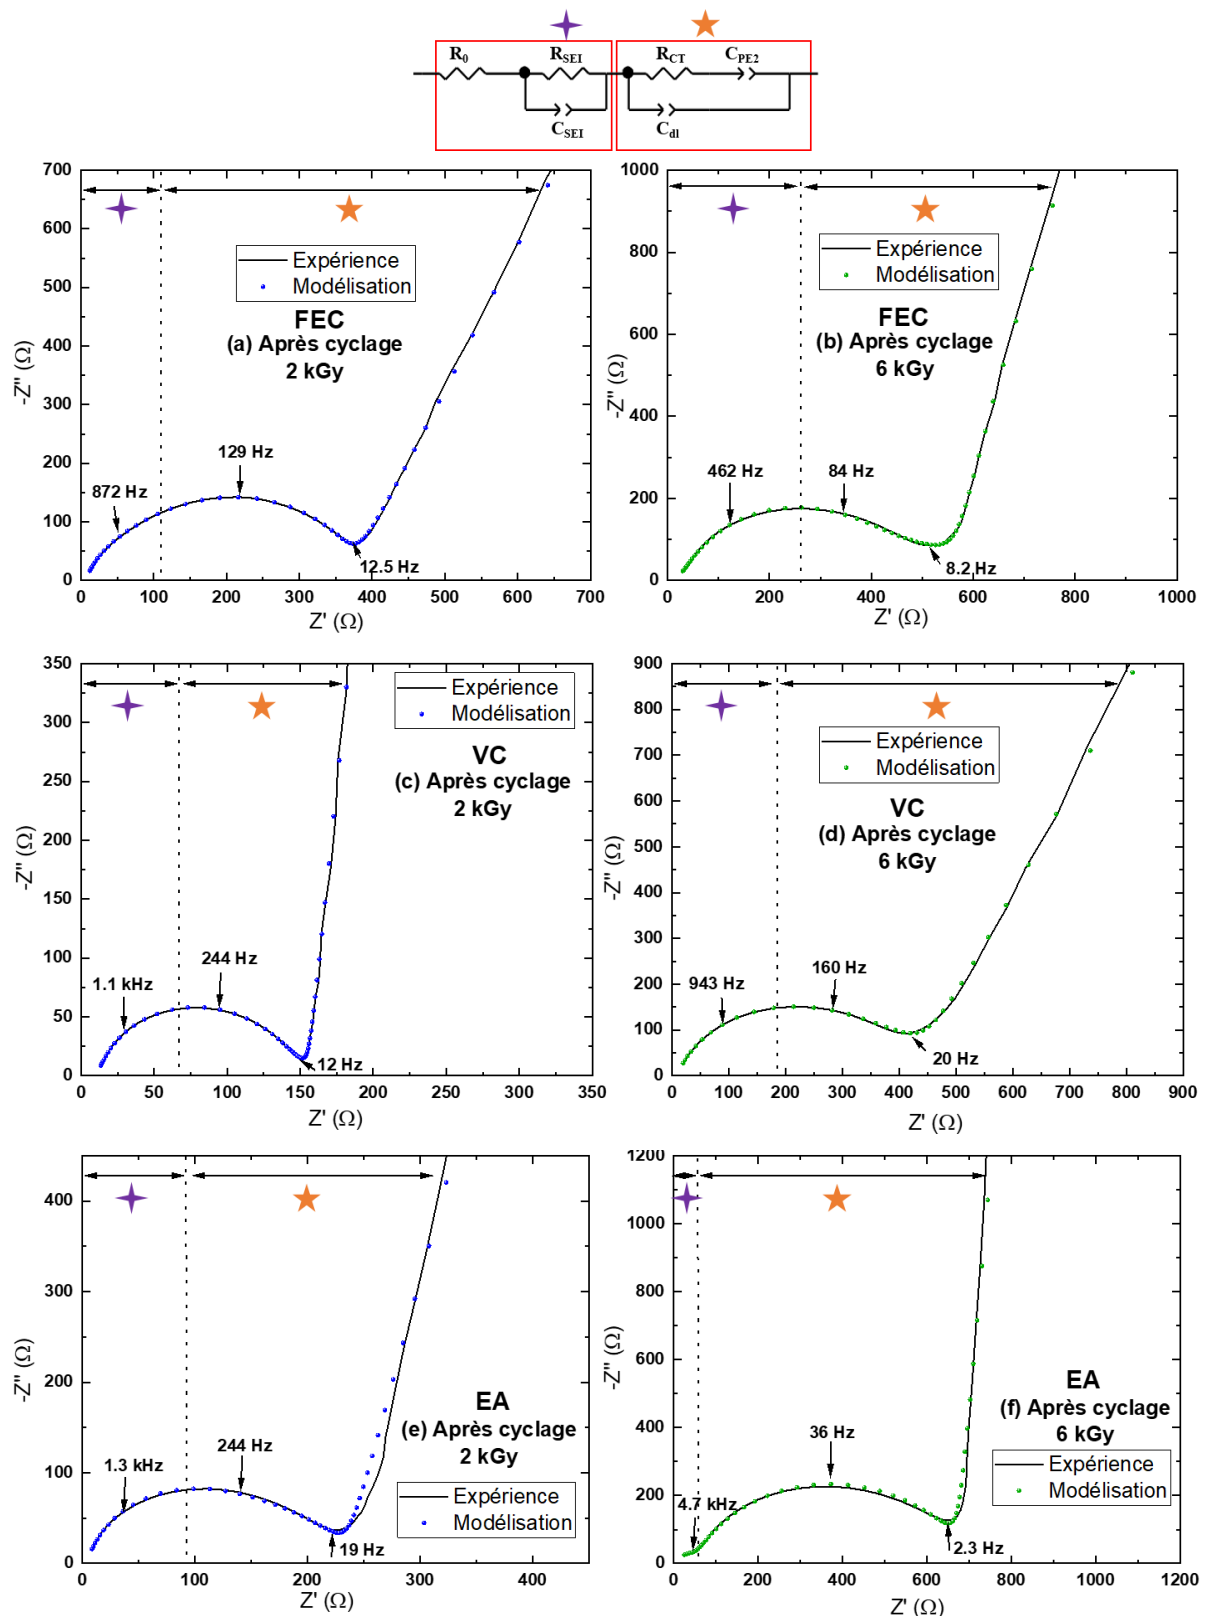 R0 RSEI RCT CPE2
CSEI Cdl
700
600
500
400
300
200
100
0
-Z'' (Ω)
Expérience
Modélisation
FEC
(a) Après cyclage
2 kGy
872 Hz
129 Hz
12.5 Hz
0 100 200 300 400 500 600 700
Z' (Ω)
1000
800
600
400
200
0
-Z'' (Ω)
Expérience
Modélisation
FEC
(b) Après cyclage
6 kGy
462 Hz
84 Hz
8.2 Hz
0 200 400 600 800 1000
Z' (Ω)
350
300
250
200
150
100
50
0
-Z'' (Ω)
Expérience
Modélisation
VC
(c) Après cyclage
2 kGy
1.1 kHz
244 Hz
12 Hz
0 50 100 150 200 250 300 350
Z' (Ω)
900
800
700
600
500
400
300
200
100
0
-Z'' (Ω)
Expérience
Modélisation
VC
(d) Après cyclage
6 kGy
943 Hz
160 Hz
20 Hz
0 100 200 300 400 500 600 700 800 900
Z' (Ω)
400
300
200
100
0
-Z'' (Ω)
EA
(e) Après cyclage
2 kGy
Expérience
Modélisation
1.3 kHz
244 Hz
19 Hz
0 100 200 300 400
Z' (Ω)
1200
1000
800
600
400
200
0
-Z'' (Ω)
EA
(f) Après cyclage
6 kGy
Expérience
Modélisation
4.7 kHz
36 Hz
2.3 Hz
0 200 400 600 800 1000 1200
Z' (Ω)